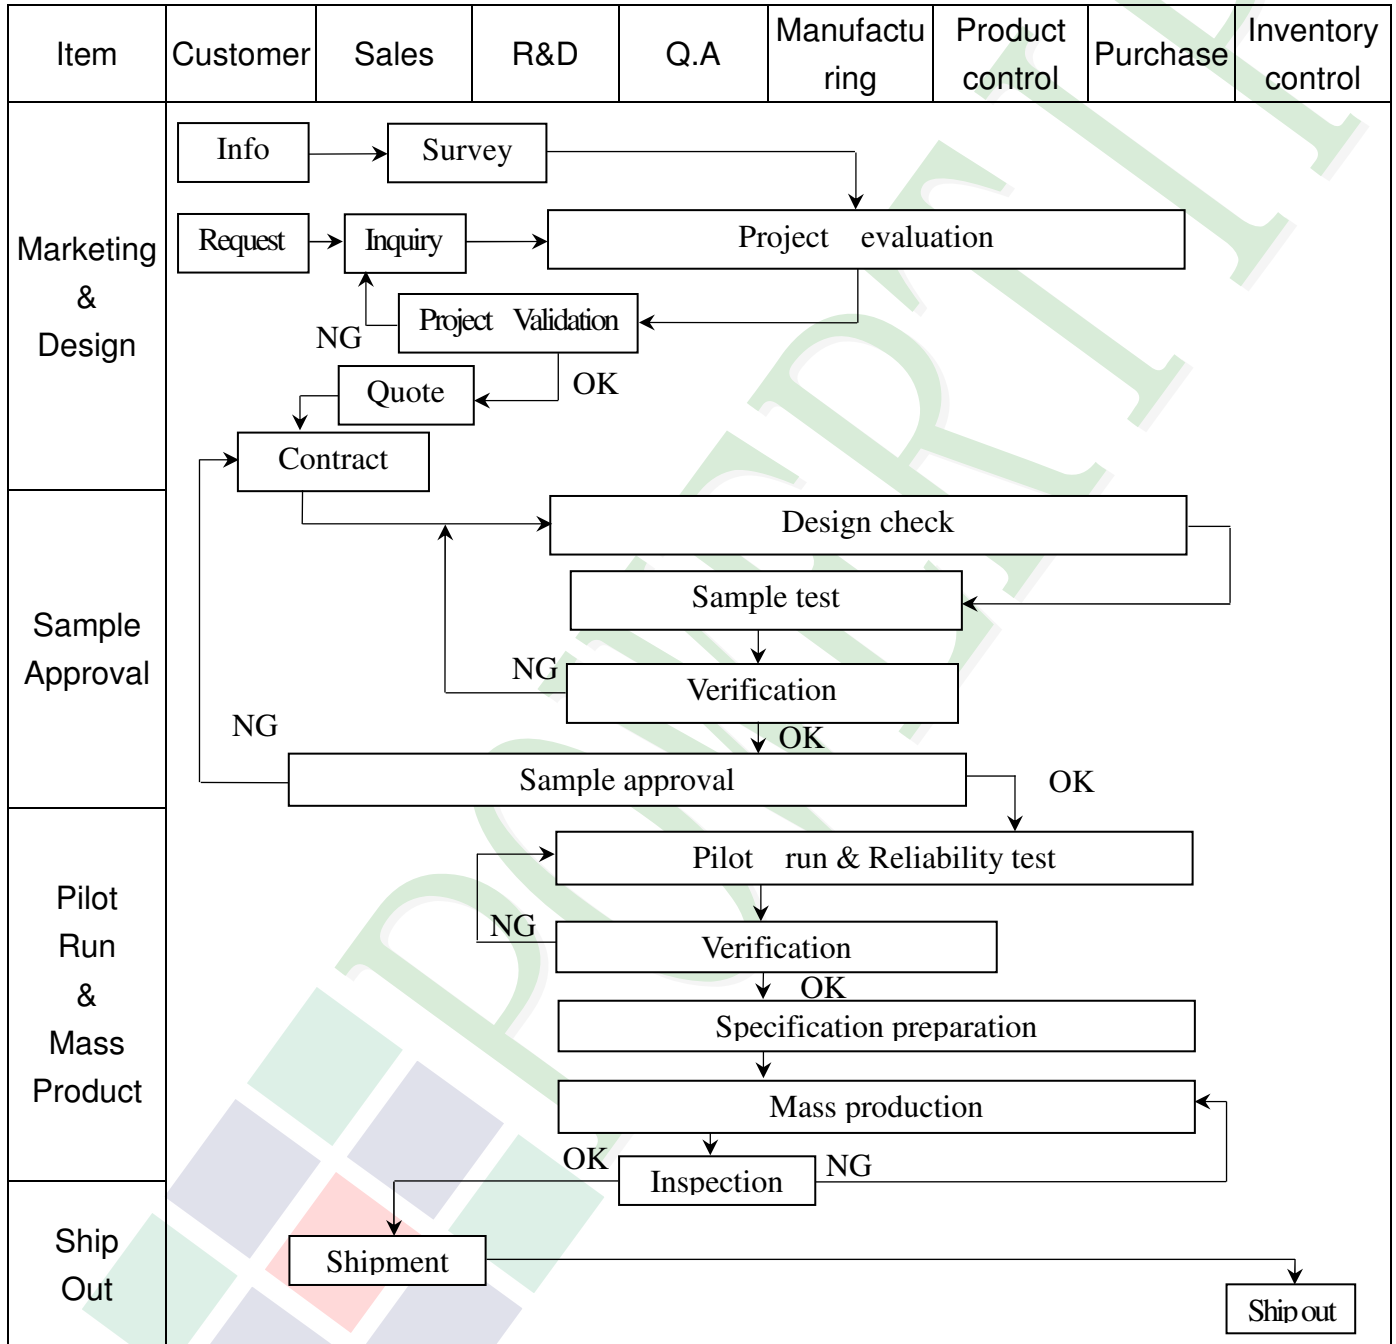 Item
Customer
Sales
R&D
Q.A
Manufactu
ring
Product
control
Purchase
Inventory
control
Marketing
&
Design
Info
Survey
Request
Inquiry
Project evaluation
Project Validation
NG
OK
Quote
Contract
Sample
Approval
Design check
Sample test
NG
Verification
OK
NG
Sample approval
OK
Pilot
Run
&
Mass
Product
Pilot run & Reliability test
NG
Verification
OK
Specification preparation
Mass production
OK
Inspection
NG
Ship
Out
Shipment
Ship out
POWERTIP